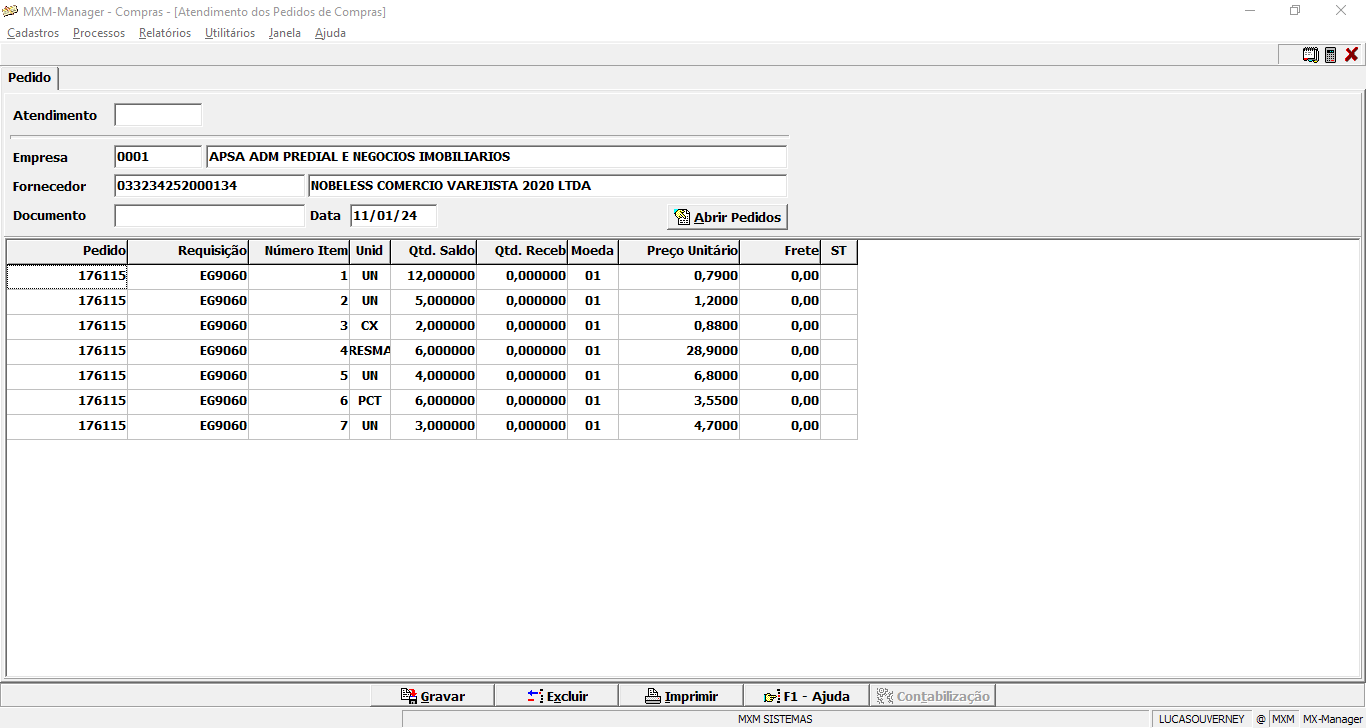 MXM-Manager - Compras - [Atendimento dos Pedidos de Compras]
Cadastros Processos Relatórios Utilitários Janela Ajuda
Pedido
Atendimento
Empresa 0001 APSA ADM PREDIAL E NEGOCIOS IMOBILIARIOS
Fornecedor 033234252000134 NOBELESS COMERCIO VAREJISTA 2020 LTDA
Documento Data 11/01/24 Abrir Pedidos
Pedido Requisição Número Item Unid Qtd. Saldo Qtd. Receb Moeda Preço Unitário Frete ST
176115 EG9060 1 UN 12,000000 0,000000 01 0,7900 0,00
176115 EG9060 2 UN 5,000000 0,000000 01 1,2000 0,00
176115 EG9060 3 CX 2,000000 0,000000 01 0,8800 0,00
176115 EG9060 4 RESMA 6,000000 0,000000 01 28,9000 0,00
176115 EG9060 5 UN 4,000000 0,000000 01 6,8000 0,00
176115 EG9060 6 PCT 6,000000 0,000000 01 3,5500 0,00
176115 EG9060 7 UN 3,000000 0,000000 01 4,7000 0,00
Gravar Excluir Imprimir F1 - Ajuda Contabilização
MXM SISTEMAS LUCASOUVERNEY @ MXM MX-Manager